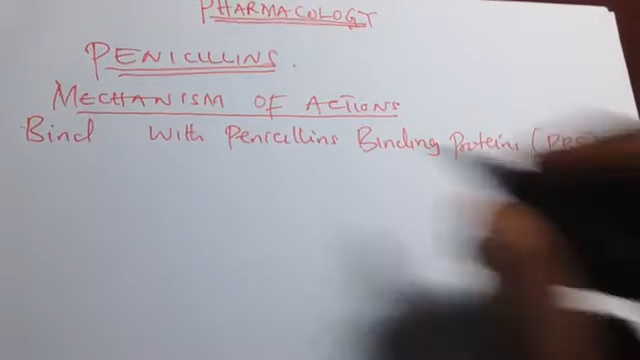 PHARMACOLOGY
PENICILLINS.
MECHANISM OF ACTIONS
Bind With Penicillins Binding Proteins